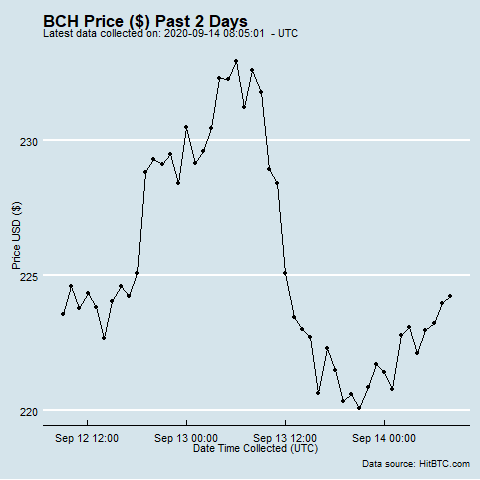 BCH Price ($) Past 2 Days
Latest data collected on: 2020-09-14 08:05:01  - UTC
230
225
220
Price USD ($)
Sep 12 12:00 Sep 13 00:00 Sep 13 12:00 Sep 14 00:00
Date Time Collected (UTC)
Data source: HitBTC.com